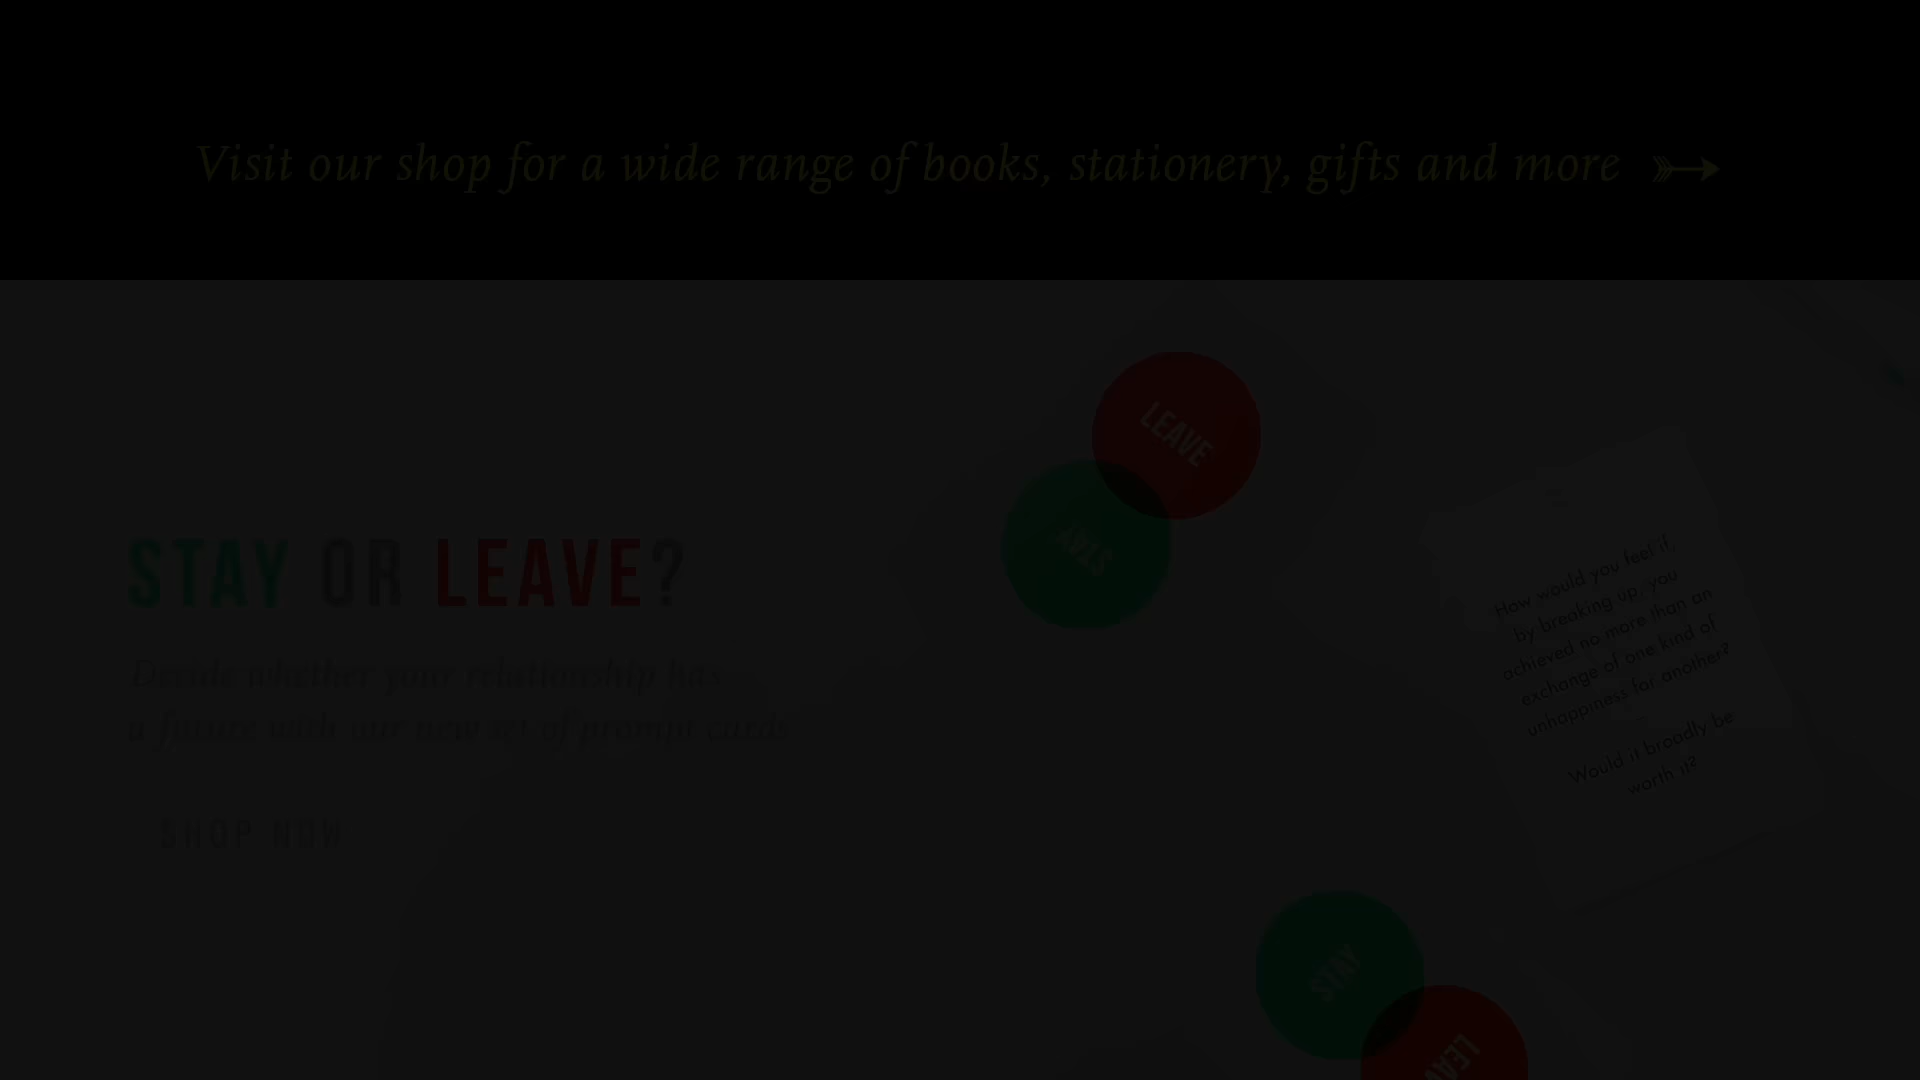 Visit our shop for a wide range of books, stationery, gifts and more
STAY OR LEAVE?
Decide whether your relationship has
a future with our new set of prompt cards
SHOP NOW
LEAVE
STAY
How would you feel if,
by breaking up, you
achieved no more than an
exchange of one kind of
unhappiness for another?
Would it broadly be
worth it?
STAY
LEAV